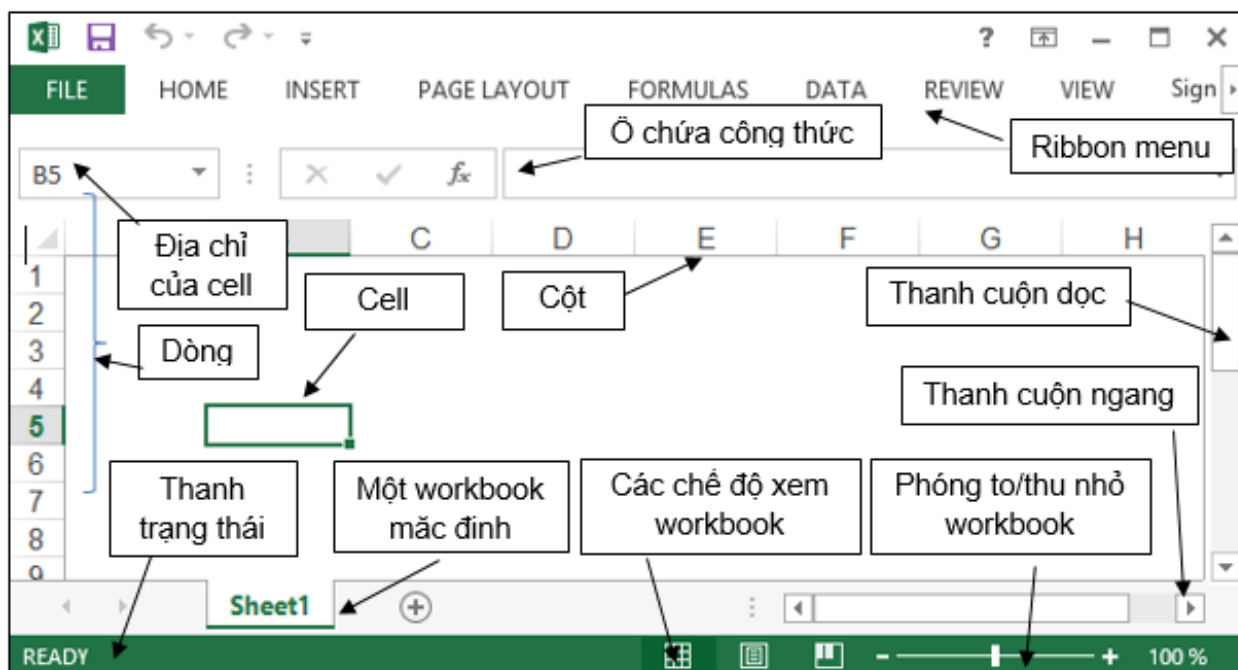 ?
FILE HOME INSERT PAGE LAYOUT FORMULAS DATA REVIEW VIEW Sign
Ô chứa công thức
Ribbon menu
B5 fx
Địa chỉ
của cell
C D E F G H
1
2
3
4
5
6
7
8
9
Cell
Cột
Thanh cuộn dọc
Dòng
Thanh cuộn ngang
Thanh
trạng thái
Một workbook
mặc định
Các chế độ xem
workbook
Phóng to/thu nhỏ
workbook
Sheet1
READY 100 %